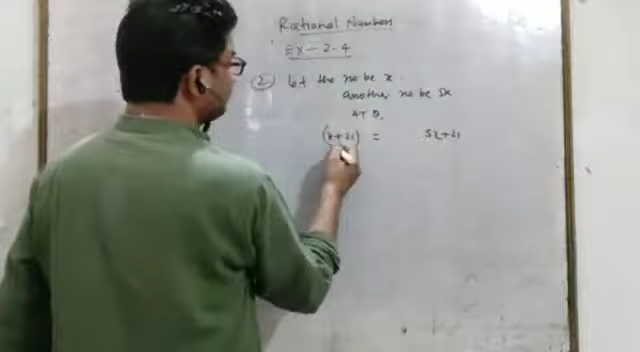 Rational Numbers
Ex - 2.4
2 let the no be x.
another no be 5x
ATQ,
(x+21) = 5x+21